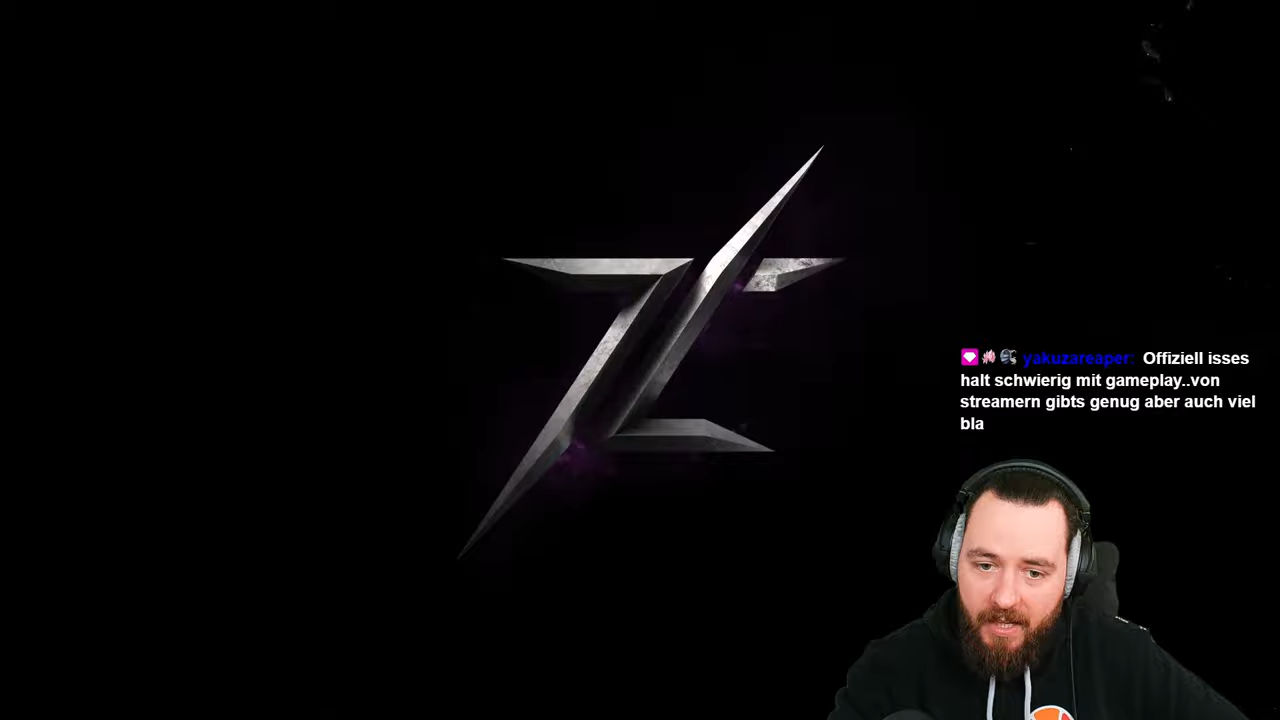 yakuzareaper: Offiziell isses
halt schwierig mit gameplay..von
streamern gibts genug aber auch viel
bla